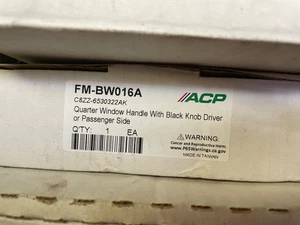 FM-BW016A
C8ZZ-6530322AK
Quarter Window Handle With Black Knob Driver
or Passenger Side
Q'TY: 1 EA
ACP
WARNING:
Cancer and Reproductive Harm
www.P65Warnings.ca.gov
MADE IN TAIWAN